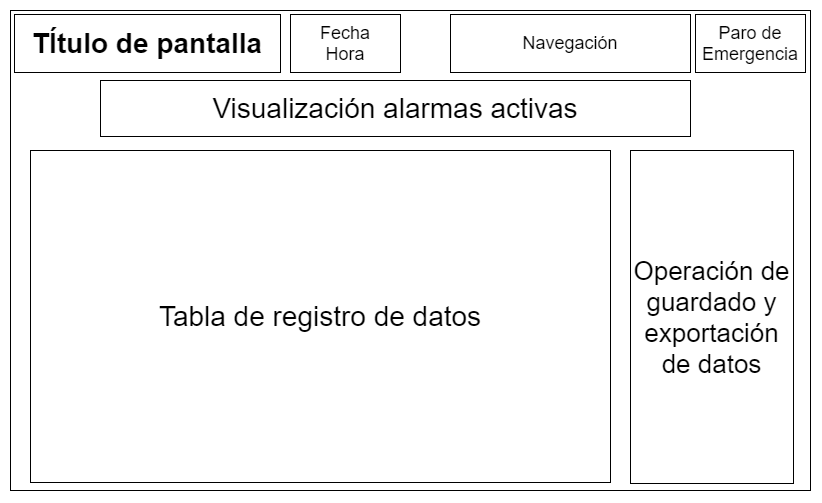 TÍtulo de pantalla
Fecha
Hora
Navegación
Paro de
Emergencia
Visualización alarmas activas
Tabla de registro de datos
Operación de
guardado y
exportación
de datos